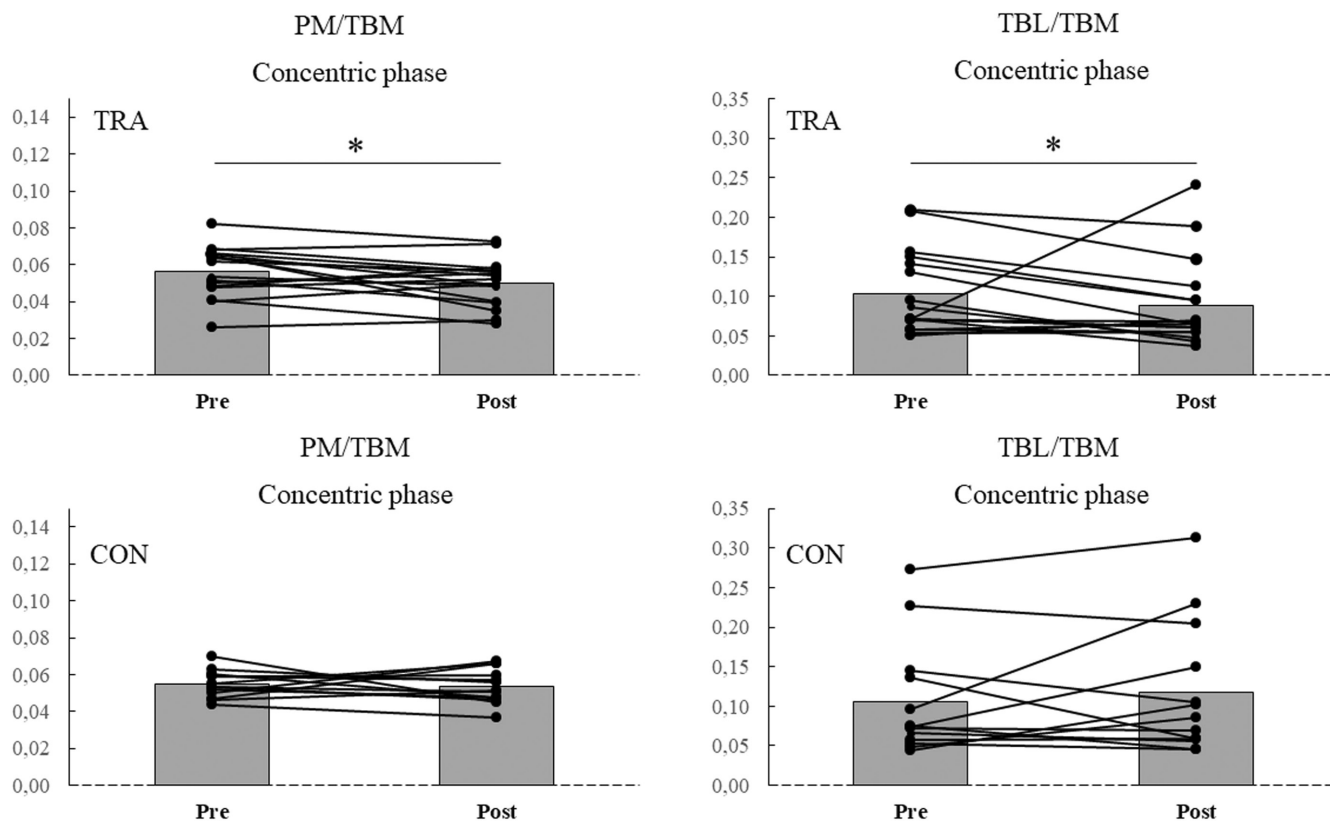 PM/TBM
Concentric phase
TRA
*
0,14
0,12
0,10
0,08
0,06
0,04
0,02
0,00
Pre Post
TBL/TBM
Concentric phase
TRA
*
0,35
0,30
0,25
0,20
0,15
0,10
0,05
0,00
Pre Post
PM/TBM
Concentric phase
CON
0,14
0,12
0,10
0,08
0,06
0,04
0,02
0,00
Pre Post
TBL/TBM
Concentric phase
CON
0,35
0,30
0,25
0,20
0,15
0,10
0,05
0,00
Pre Post